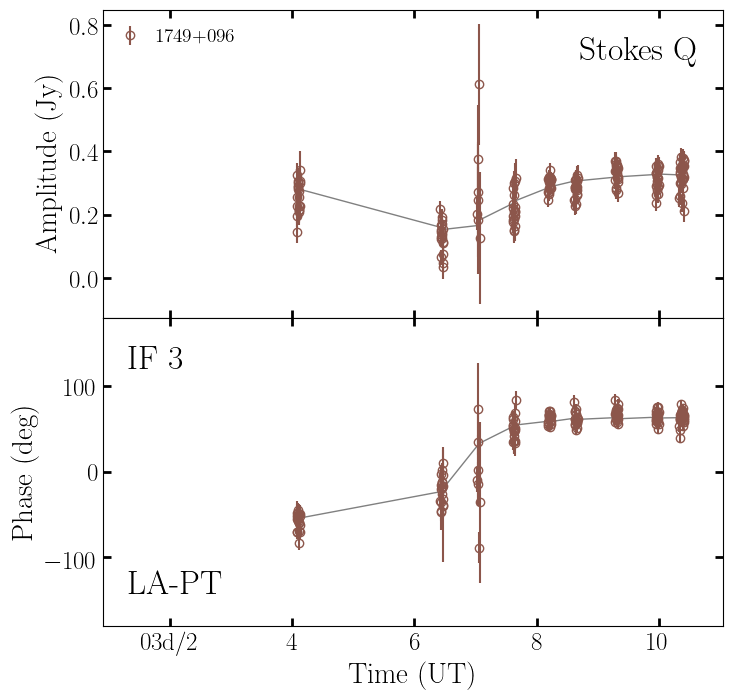 1749+096
Stokes Q
Amplitude (Jy)
0.8
0.6
0.4
0.2
0.0
IF 3
Phase (deg)
100
0
−100
LA-PT
03d/2
4
6
8
10
Time (UT)